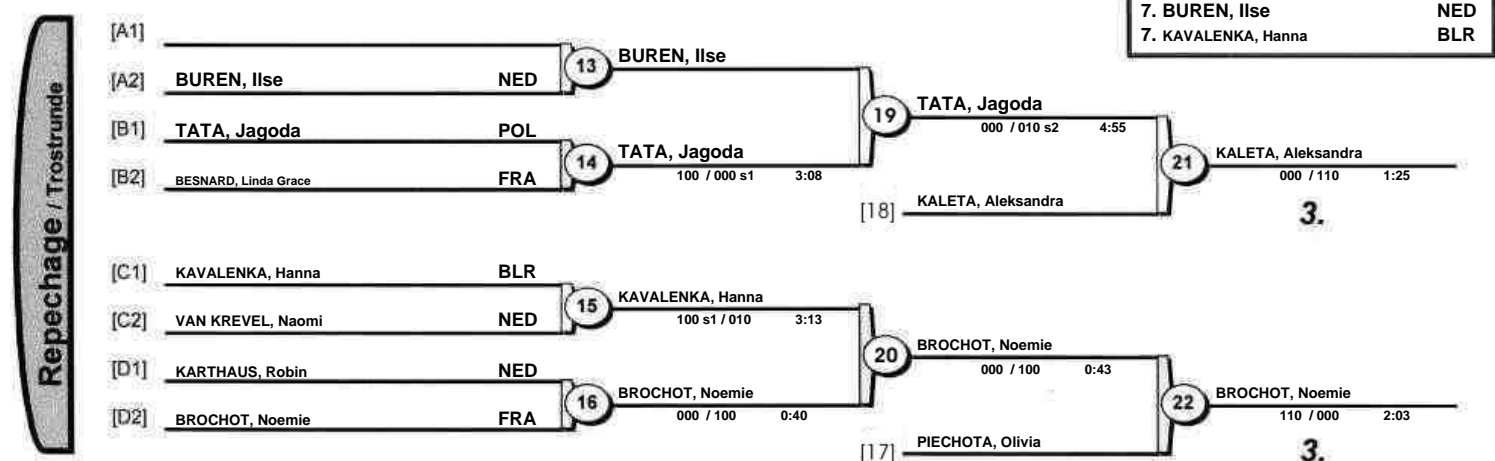 7. BUREN, Ilse NED
7. KAVALENKA, Hanna BLR
Repechage / Trostrunde
[A1]
[A2] BUREN, Ilse NED
13 BUREN, Ilse
[B1] TATA, Jagoda POL
[B2] BESNARD, Linda Grace FRA
14 TATA, Jagoda
100 / 000 s1 3:08
19 TATA, Jagoda
000 / 010 s2 4:55
[18] KALETA, Aleksandra
21 KALETA, Aleksandra
000 / 110 1:25
3.
[C1] KAVALENKA, Hanna BLR
[C2] VAN KREVEL, Naomi NED
15 KAVALENKA, Hanna
100 s1 / 010 3:13
[D1] KARTHAUS, Robin NED
[D2] BROCHOT, Noemie FRA
16 BROCHOT, Noemie
000 / 100 0:40
20 BROCHOT, Noemie
000 / 100 0:43
[17] PIECHOTA, Olivia
22 BROCHOT, Noemie
110 / 000 2:03
3.